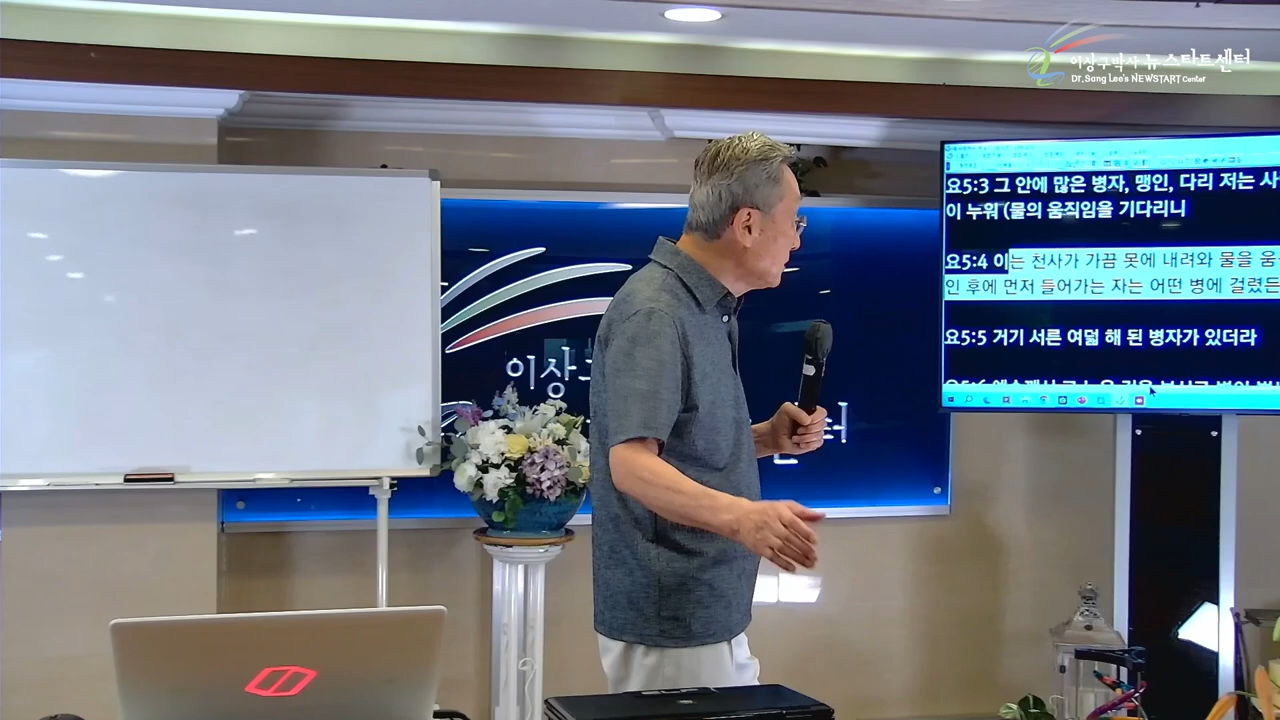 이상구박사 뉴스타트센터
Dr. Sang Lee's NEWSTART Center
요5:3 그 안에 많은 병자, 맹인, 다리 저는 사
이 누워 (물의 움직임을 기다리니
요5:4 이는 천사가 가끔 못에 내려와 물을 움
인 후에 먼저 들어가는 자는 어떤 병에 걸렸든
요5:5 거기 서른 여덟 해 된 병자가 있더라
이상